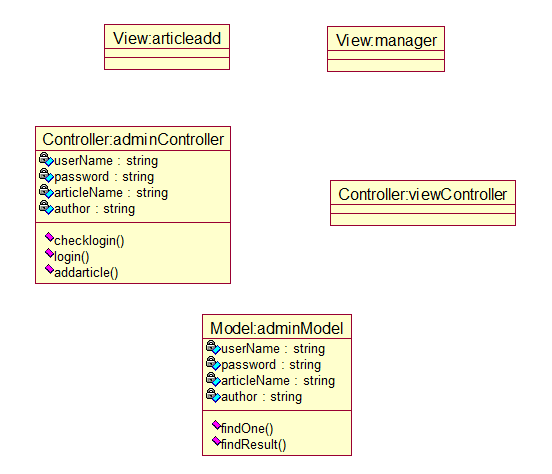 View:articleadd
View:manager
Controller:adminController
userName : string
password : string
articleName : string
author : string
checklogin()
login()
addarticle()
Controller:viewController
Model:adminModel
userName : string
password : string
articleName : string
author : string
findOne()
findResult()